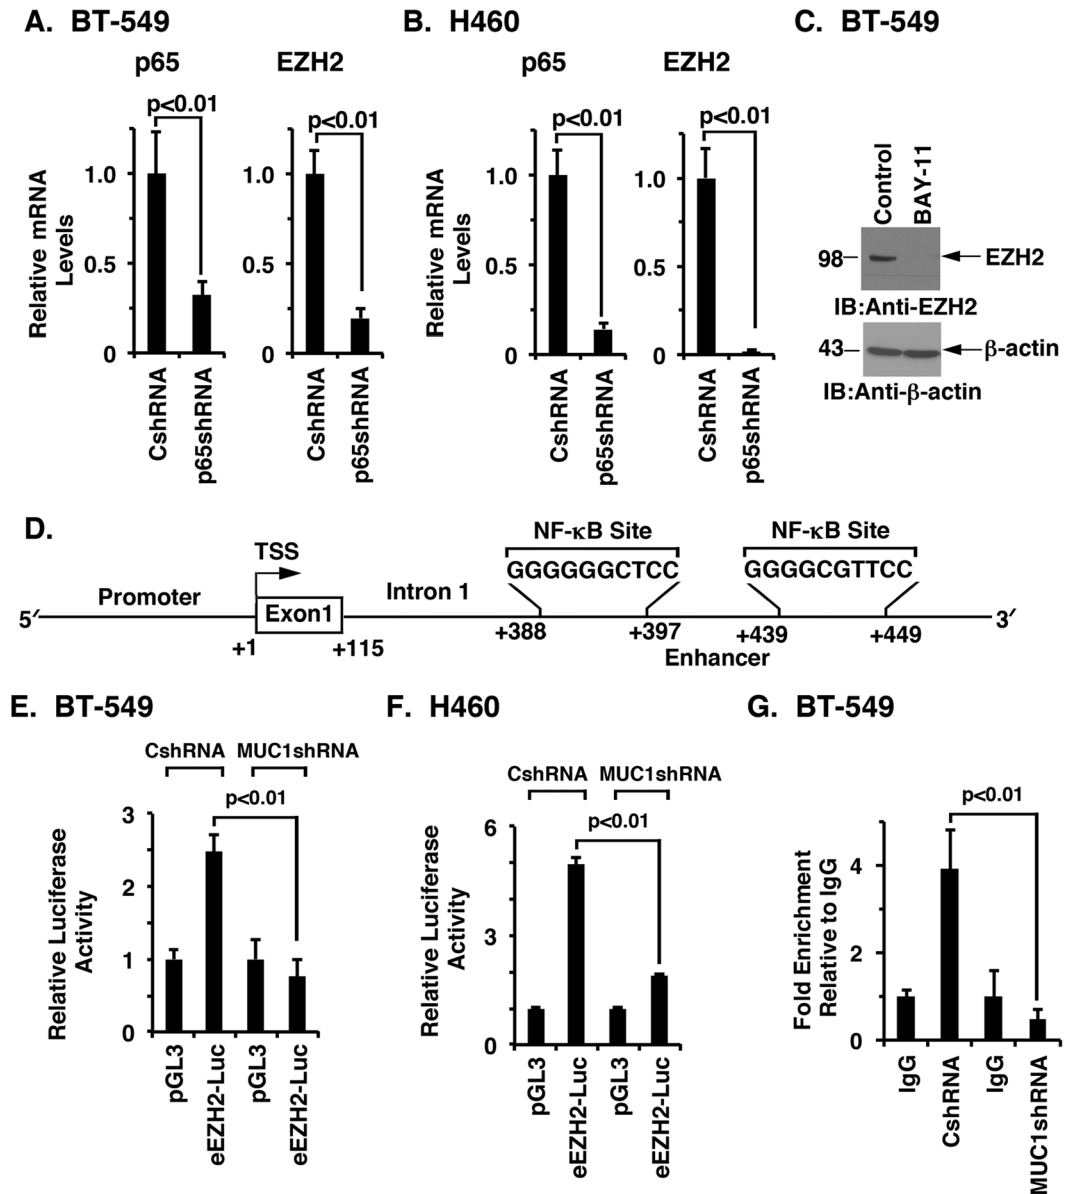 A. BT-549
p65
EZH2
p<0.01
p<0.01
Relative mRNA
Levels
1.0
0.5
0
1.0
0.5
0
CshRNA
p65shRNA
CshRNA
p65shRNA
B. H460
p65
EZH2
p<0.01
p<0.01
Relative mRNA
Levels
1.0
0.5
0
1.0
0.5
0
CshRNA
p65shRNA
CshRNA
p65shRNA
C. BT-549
Control
BAY-11
98
EZH2
IB:Anti-EZH2
43
β-actin
IB:Anti-β-actin
D.
NF-κB Site
NF-κB Site
TSS
GGGGGGCTCC
GGGGCGTTCC
Promoter
Intron 1
5′
Exon1
3′
+1
+115
+388
+397
+439
+449
Enhancer
E. BT-549
CshRNA
MUC1shRNA
p<0.01
Relative Luciferase
Activity
3
2
1
0
pGL3
eEZH2-Luc
pGL3
eEZH2-Luc
F. H460
CshRNA
MUC1shRNA
p<0.01
Relative Luciferase
Activity
6
3
0
pGL3
eEZH2-Luc
pGL3
eEZH2-Luc
G. BT-549
p<0.01
Fold Enrichment
Relative to IgG
4
2
0
IgG
CshRNA
IgG
MUC1shRNA